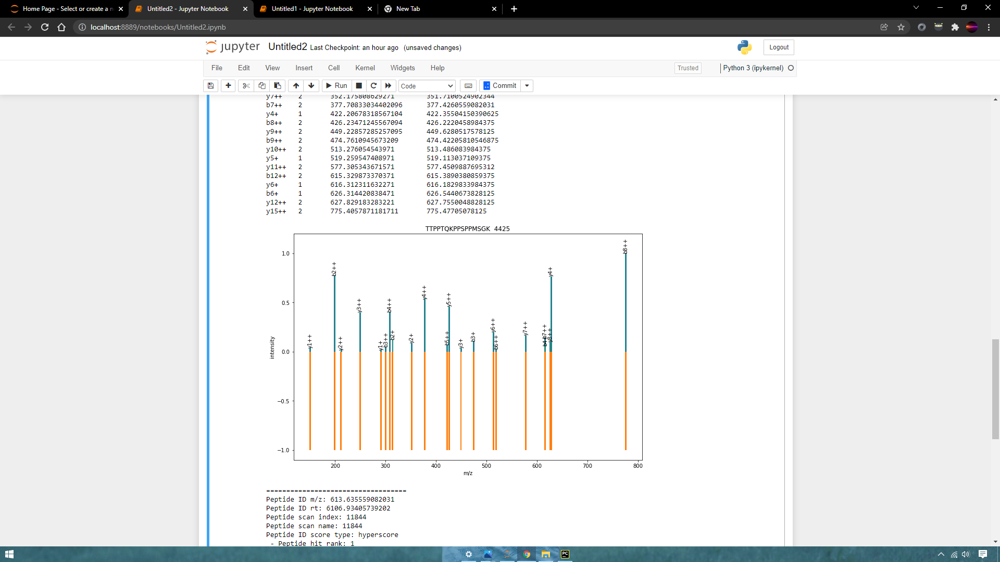 Home Page - Select or create a n
Untitled2 - Jupyter Notebook
Untitled1 - Jupyter Notebook
New Tab
localhost:8889/notebooks/Untitled2.ipynb
jupyter Untitled2 Last Checkpoint: an hour ago (unsaved changes)
Logout
File Edit View Insert Cell Kernel Widgets Help
Trusted
Python 3 (ipykernel)
Run
Code
Commit
y7++ 2 352.175808629271 351.7100524902344
b7++ 2 377.70833034402096 377.4260559082031
y4+ 1 422.20678318567104 422.35504150390625
b8++ 2 426.23471245567094 426.2220458984375
y9++ 2 449.22857285257095 449.6280517578125
b9++ 2 474.7610945673209 474.42205810546875
y10++ 2 513.276054543971 513.486083984375
y5+ 1 519.259547408971 519.113037109375
y11++ 2 577.305343671571 577.4509887695312
b12++ 2 615.329873370371 615.3890380859375
y6+ 1 616.312311632271 616.1829833984375
b6+ 1 626.314420838471 626.5440673828125
y12++ 2 627.829183283221 627.7550048828125
y15++ 2 775.4057871181711 775.47705078125
TTPPTQKPPSPPMSGK 4425
intensity
1.0
0.5
0.0
−0.5
−1.0
y1++
b2++
y2++
y3++
y1+
b3++
b4++
b2+
y2+
y4++
b5++
y5++
y3+
b3+
y6++
b6++
y7++
b4+
b7++
y8++
y4+
b8++
200 300 400 500 600 700 800
m/z
===================================
Peptide ID m/z: 613.635559082031
Peptide ID rt: 6106.93405739202
Peptide scan index: 11844
Peptide scan name: 11844
Peptide ID score type: hyperscore
- Peptide hit rank: 1
PC